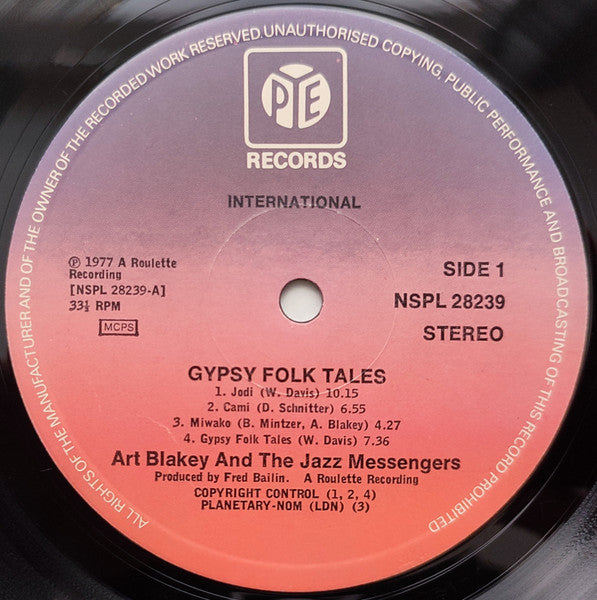 ALL RIGHTS OF THE MANUFACTURER AND OF THE OWNER OF THE RECORDED WORK RESERVED UNAUTHORISED COPYING, PUBLIC PERFORMANCE AND BROADCASTING OF THIS RECORD PROHIBITED
PYE
RECORDS
INTERNATIONAL
℗ 1977 A Roulette
Recording
[NSPL 28239-A]
33⅓ RPM
MCPS
SIDE 1
NSPL 28239
STEREO
GYPSY FOLK TALES
1. Jodi (W. Davis) 10.15
2. Cami (D. Schnitter) 6.55
3. Miwako (B. Mintzer, A. Blakey) 4.27
4. Gypsy Folk Tales (W. Davis) 7.36
Art Blakey And The Jazz Messengers
Produced by Fred Bailin. A Roulette Recording
COPYRIGHT CONTROL (1, 2, 4)
PLANETARY-NOM (LDN) (3)